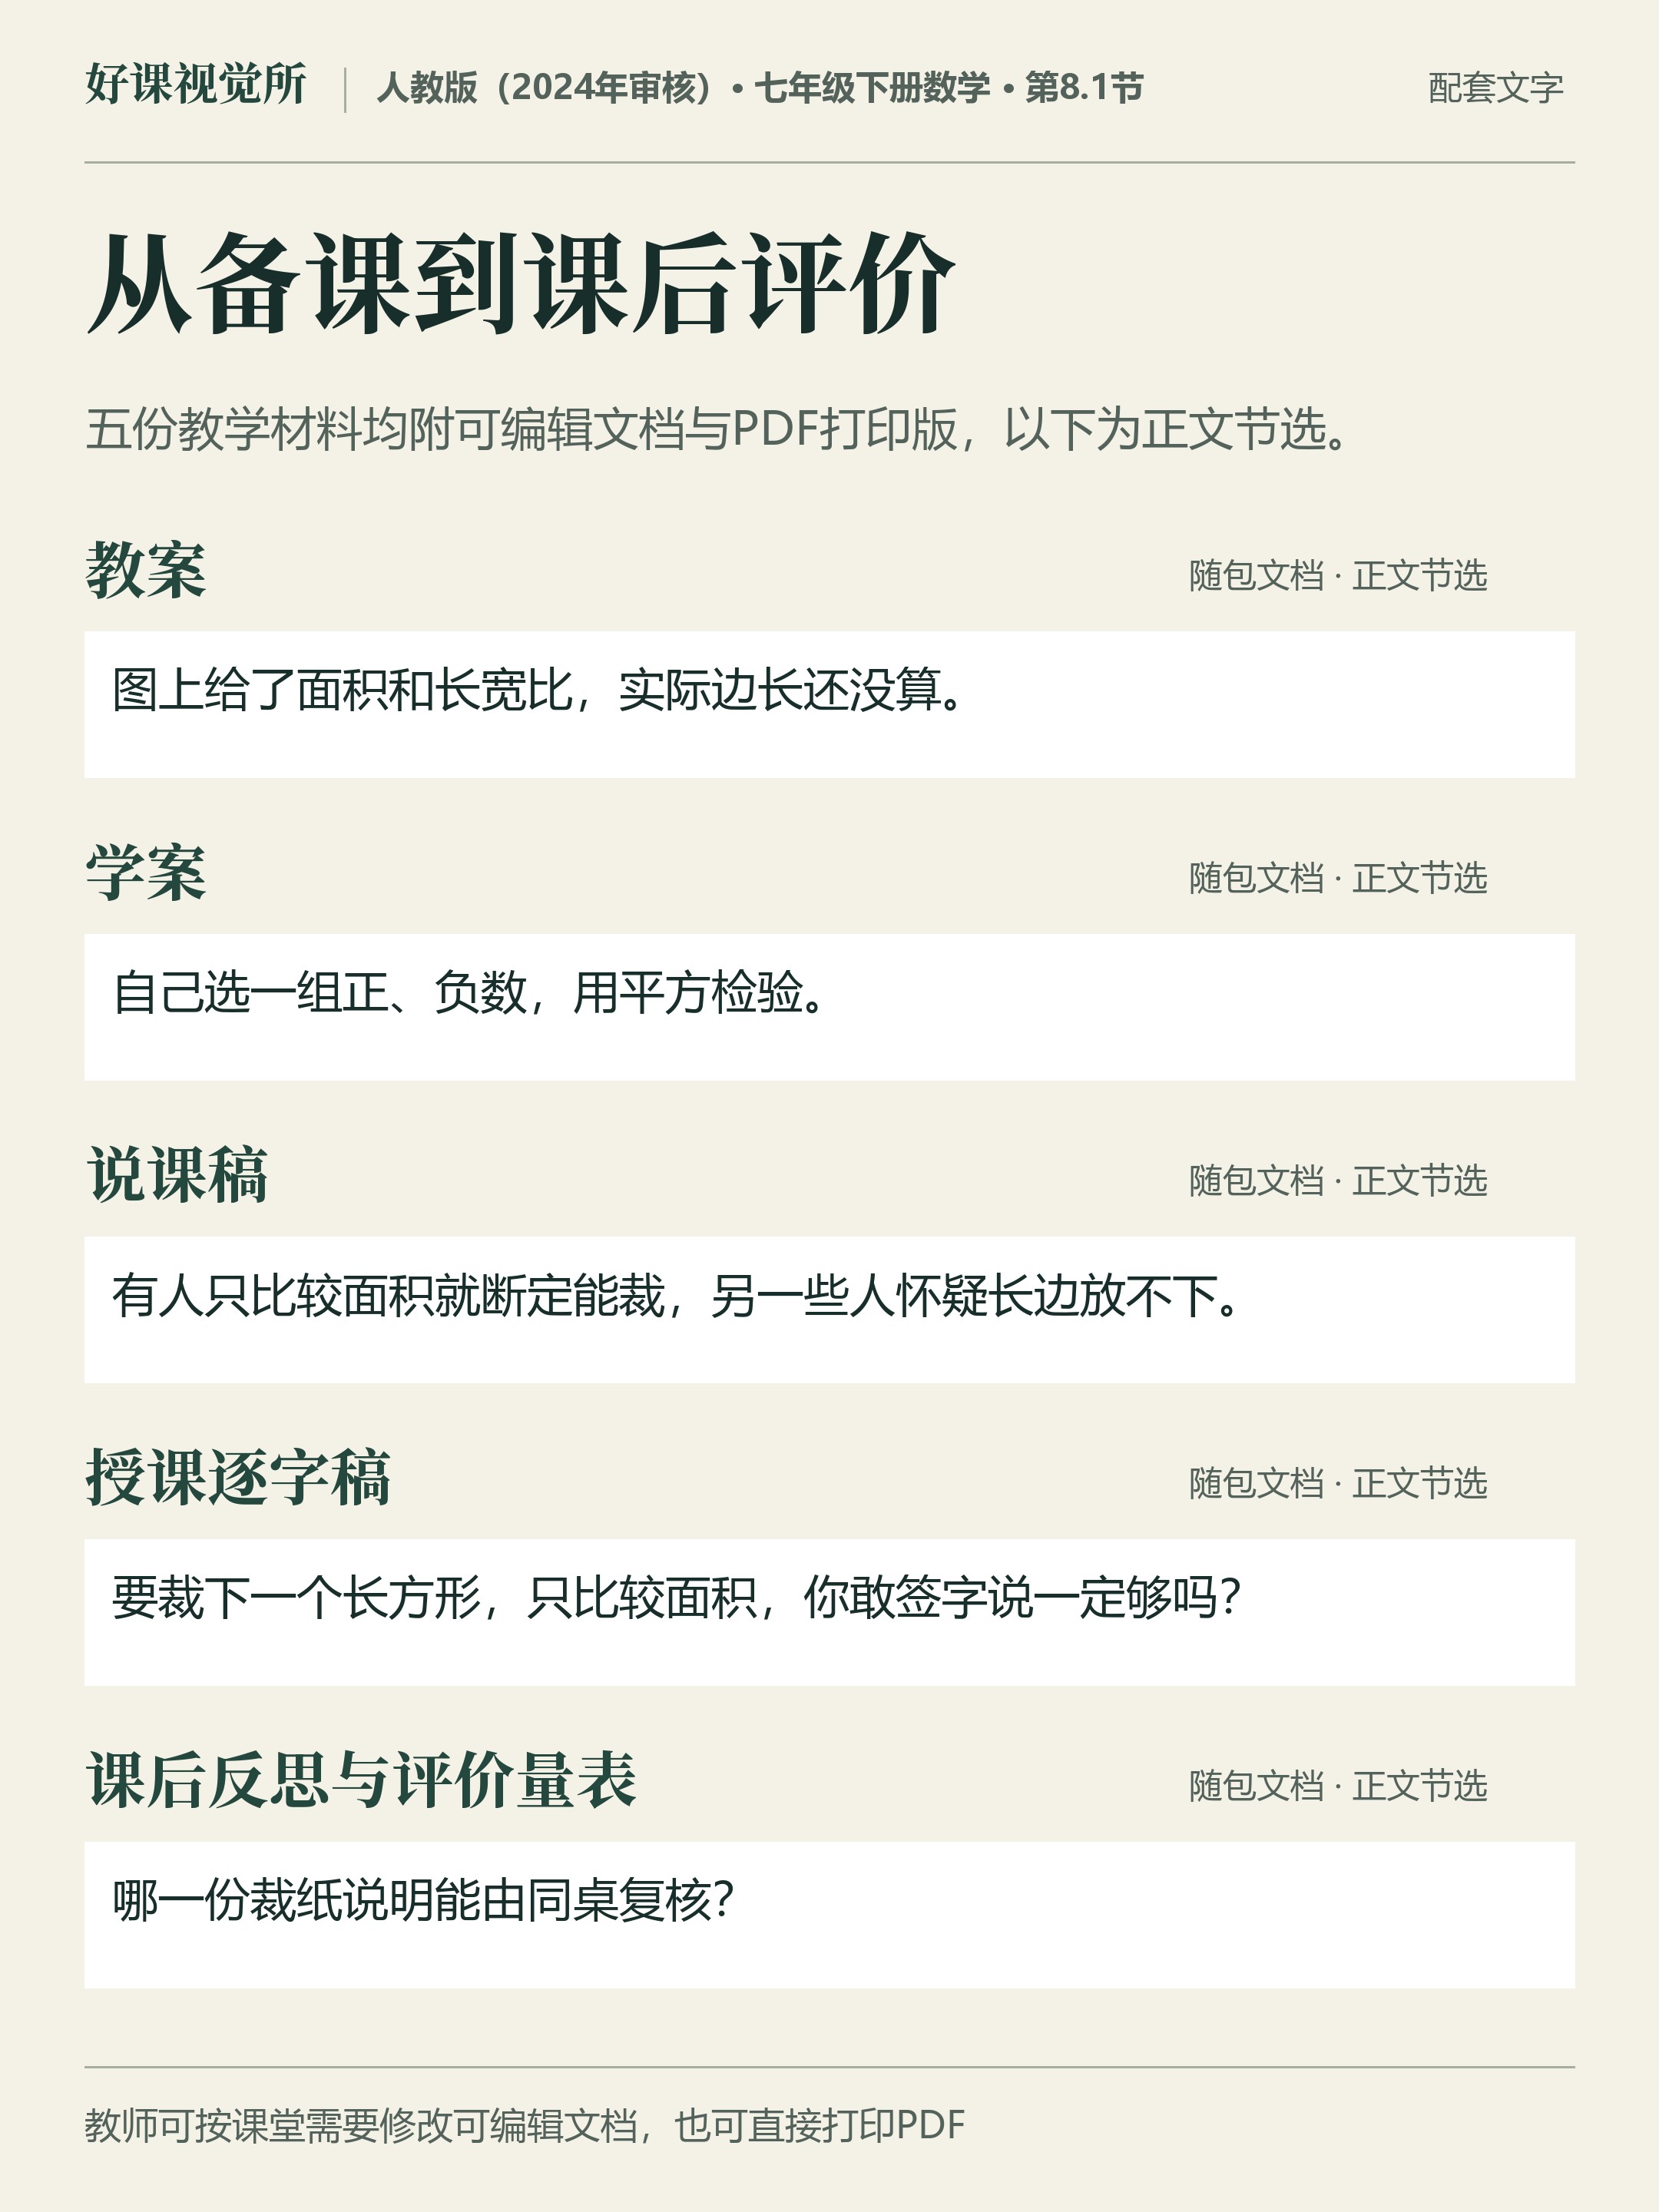 好课视觉所 人教版（2024年审核）• 七年级下册数学 • 第8.1节 配套文字
从备课到课后评价
五份教学材料均附可编辑文档与PDF打印版，以下为正文节选。
教案 随包文档 · 正文节选
图上给了面积和长宽比，实际边长还没算。
学案 随包文档 · 正文节选
自己选一组正、负数，用平方检验。
说课稿 随包文档 · 正文节选
有人只比较面积就断定能裁，另一些人怀疑长边放不下。
授课逐字稿 随包文档 · 正文节选
要裁下一个长方形，只比较面积，你敢签字说一定够吗？
课后反思与评价量表 随包文档 · 正文节选
哪一份裁纸说明能由同桌复核？
教师可按课堂需要修改可编辑文档，也可直接打印PDF